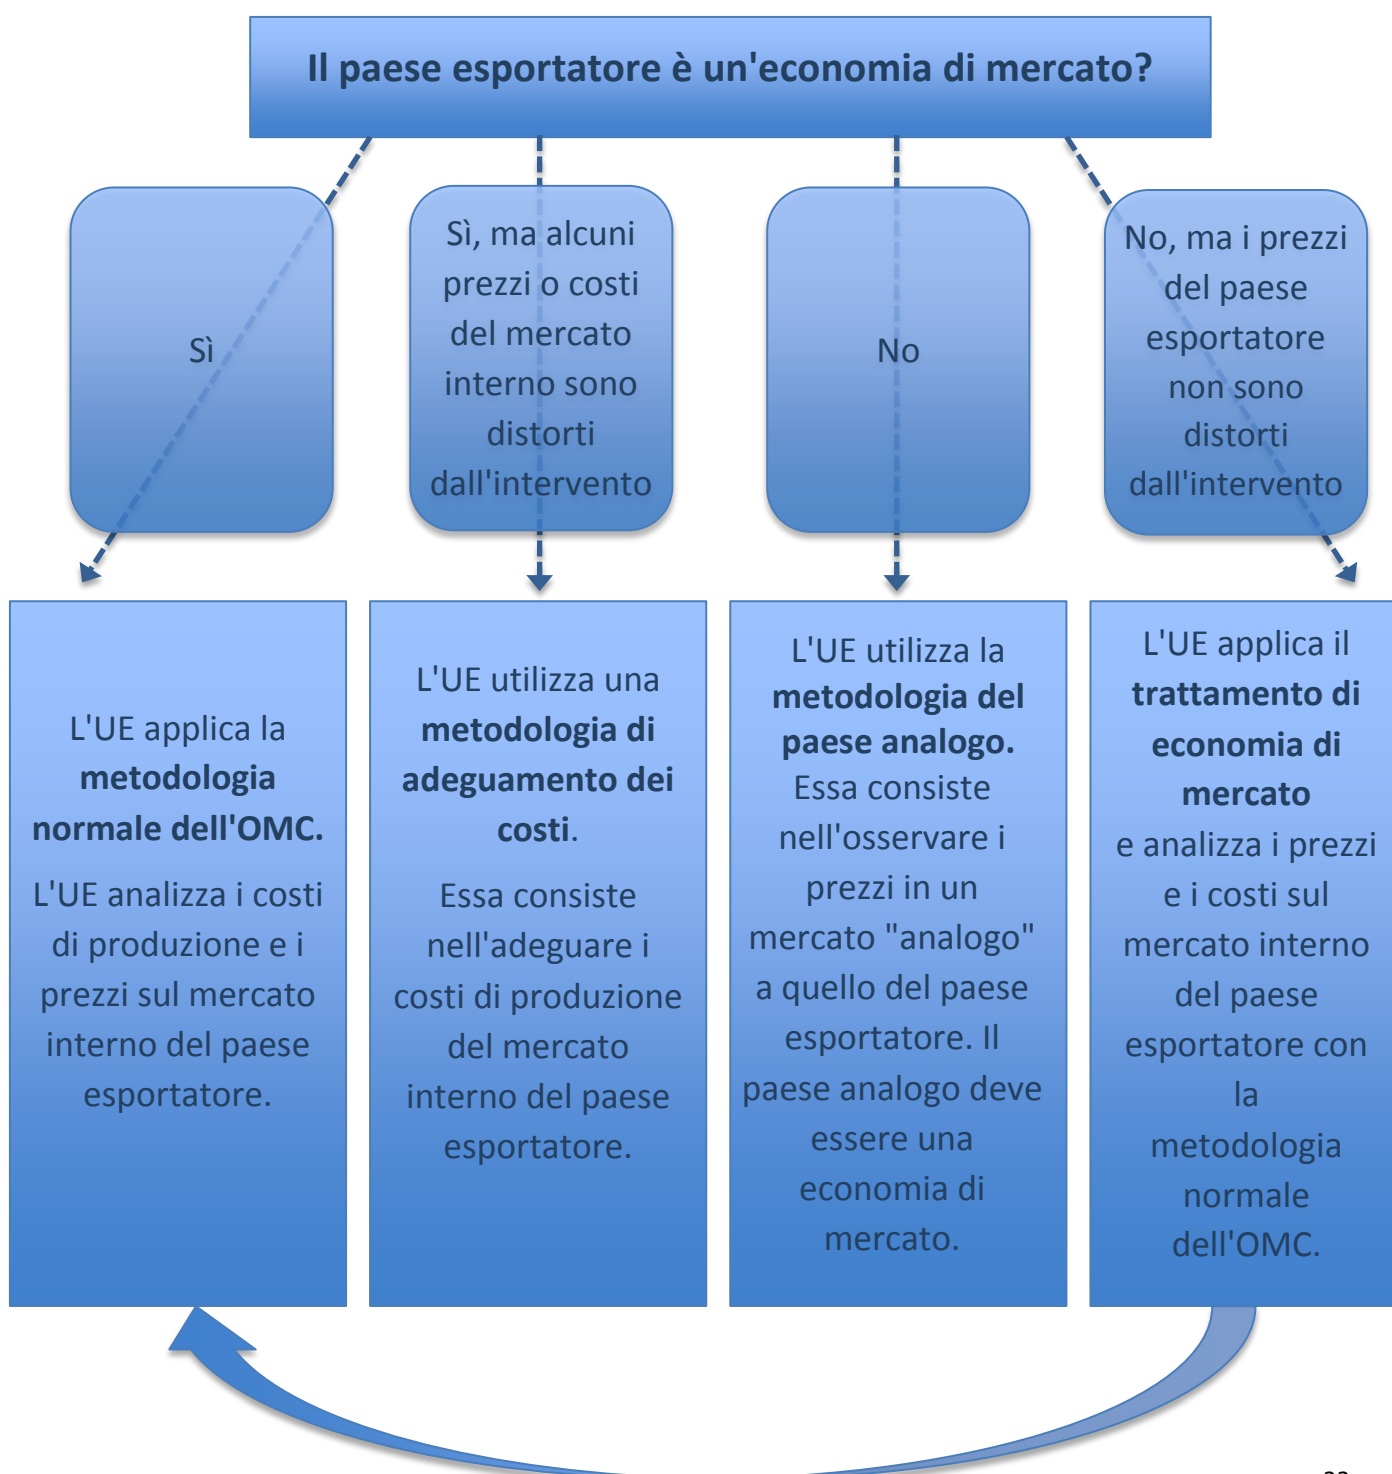 Il paese esportatore è un'economia di mercato?
Sì
Sì, ma alcuni
prezzi o costi
del mercato
interno sono
distorti
dall'intervento
No
No, ma i prezzi
del paese
esportatore
non sono
distorti
dall'intervento
L'UE applica la
metodologia
normale dell'OMC.
L'UE analizza i costi
di produzione e i
prezzi sul mercato
interno del paese
esportatore.
L'UE utilizza una
metodologia di
adeguamento dei
costi.
Essa consiste
nell'adeguare i
costi di produzione
del mercato
interno del paese
esportatore.
L'UE utilizza la
metodologia del
paese analogo.
Essa consiste
nell'osservare i
prezzi in un
mercato "analogo"
a quello del paese
esportatore. Il
paese analogo deve
essere una
economia di
mercato.
L'UE applica il
trattamento di
economia di
mercato
e analizza i prezzi
e i costi sul
mercato interno
del paese
esportatore con
la
metodologia
normale
dell'OMC.